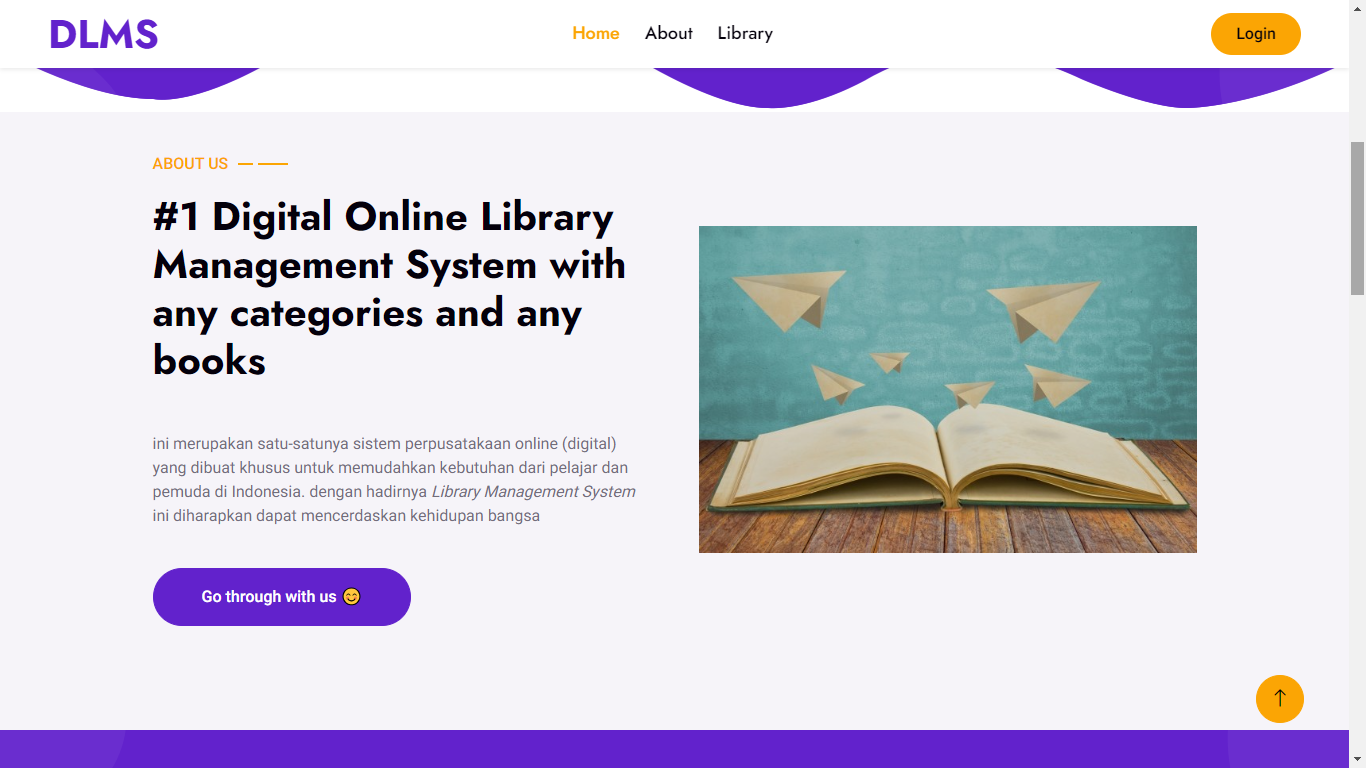 DLMS
Home About Library
Login
ABOUT US
#1 Digital Online Library
Management System with
any categories and any
books
ini merupakan satu-satunya sistem perpusatakaan online (digital)
yang dibuat khusus untuk memudahkan kebutuhan dari pelajar dan
pemuda di Indonesia. dengan hadirnya Library Management System
ini diharapkan dapat mencerdaskan kehidupan bangsa
Go through with us 😊